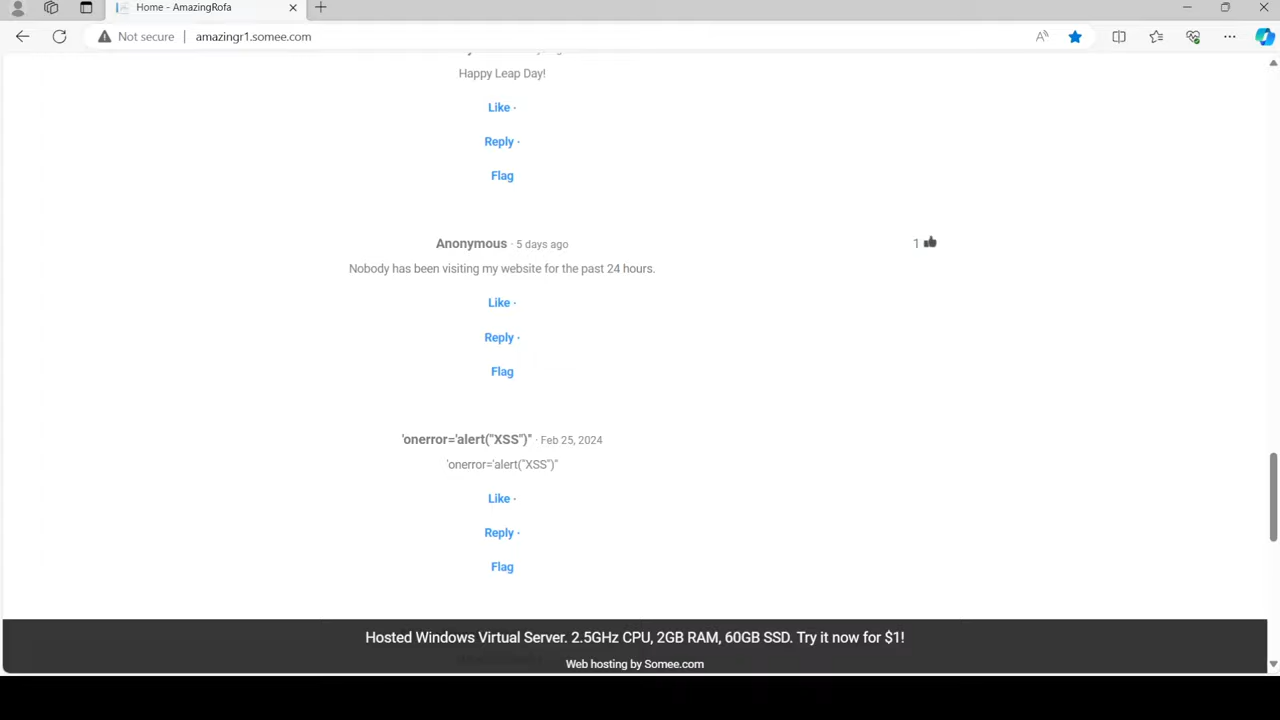 Home - AmazingRofa
Not secure | amazingr1.somee.com
Happy Leap Day!
Like ·
Reply ·
Flag
Anonymous · 5 days ago
1
Nobody has been visiting my website for the past 24 hours.
Like ·
Reply ·
Flag
'onerror='alert("XSS")" · Feb 25, 2024
'onerror='alert("XSS")"
Like ·
Reply ·
Flag
Hosted Windows Virtual Server. 2.5GHz CPU, 2GB RAM, 60GB SSD. Try it now for $1!
Web hosting by Somee.com